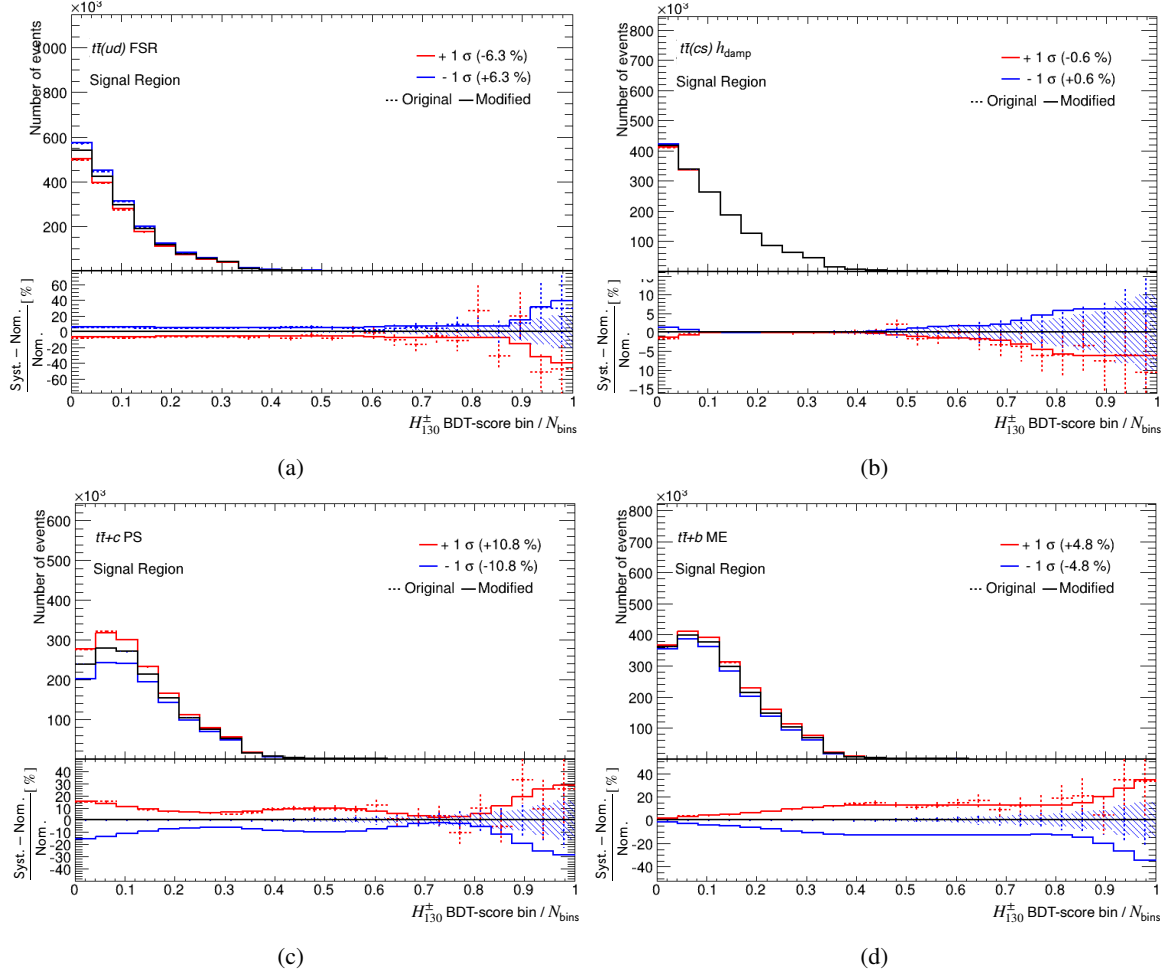 ×10³
Number of events
1000
800
600
400
200
tt̄(ud) FSR
Signal Region
+ 1 σ (-6.3 %)
- 1 σ (+6.3 %)
Original Modified
Syst. – Nom.
Nom.
[ % ]
60
40
20
0
-20
-40
-60
0 0.1 0.2 0.3 0.4 0.5 0.6 0.7 0.8 0.9 1
H±130 BDT-score bin / Nbins
(a)
×10³
Number of events
800
700
600
500
400
300
200
100
tt̄(cs) hdamp
Signal Region
+ 1 σ (-0.6 %)
- 1 σ (+0.6 %)
Original Modified
Syst. – Nom.
Nom.
[ % ]
15
10
5
0
-5
-10
-15
0 0.1 0.2 0.3 0.4 0.5 0.6 0.7 0.8 0.9 1
H±130 BDT-score bin / Nbins
(b)
×10³
Number of events
600
500
400
300
200
100
tt̄+c PS
Signal Region
+ 1 σ (+10.8 %)
- 1 σ (-10.8 %)
Original Modified
Syst. – Nom.
Nom.
[ % ]
40
30
20
10
0
-10
-20
-30
-40
0 0.1 0.2 0.3 0.4 0.5 0.6 0.7 0.8 0.9 1
H±130 BDT-score bin / Nbins
(c)
×10³
Number of events
800
700
600
500
400
300
200
100
tt̄+b ME
Signal Region
+ 1 σ (+4.8 %)
- 1 σ (-4.8 %)
Original Modified
Syst. – Nom.
Nom.
[ % ]
40
20
0
-20
-40
0 0.1 0.2 0.3 0.4 0.5 0.6 0.7 0.8 0.9 1
H±130 BDT-score bin / Nbins
(d)